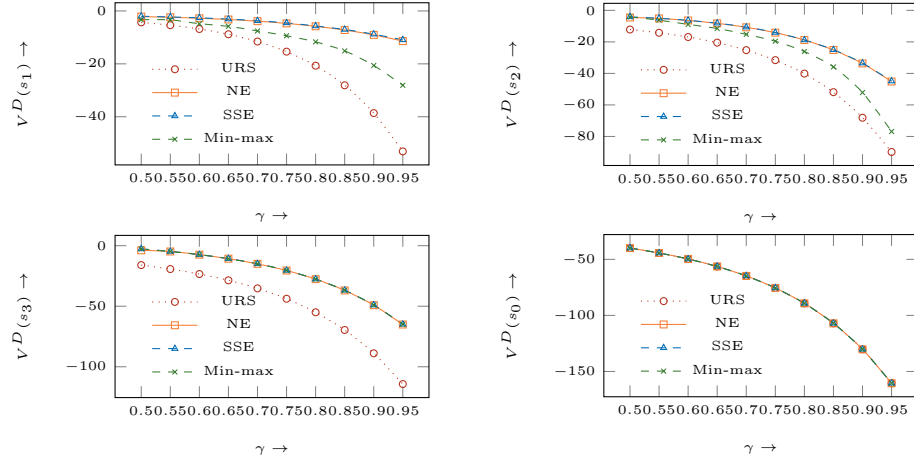 0
−20
−40
V^D(s_1) →
URS
NE
SSE
Min-max
0.50.550.60.650.70.750.80.850.90.95
γ →
0
−20
−40
−60
−80
V^D(s_2) →
URS
NE
SSE
Min-max
0.50.550.60.650.70.750.80.850.90.95
γ →
0
−50
−100
V^D(s_3) →
URS
NE
SSE
Min-max
0.50.550.60.650.70.750.80.850.90.95
γ →
−50
−100
−150
V^D(s_0) →
URS
NE
SSE
Min-max
0.50.550.60.650.70.750.80.850.90.95
γ →